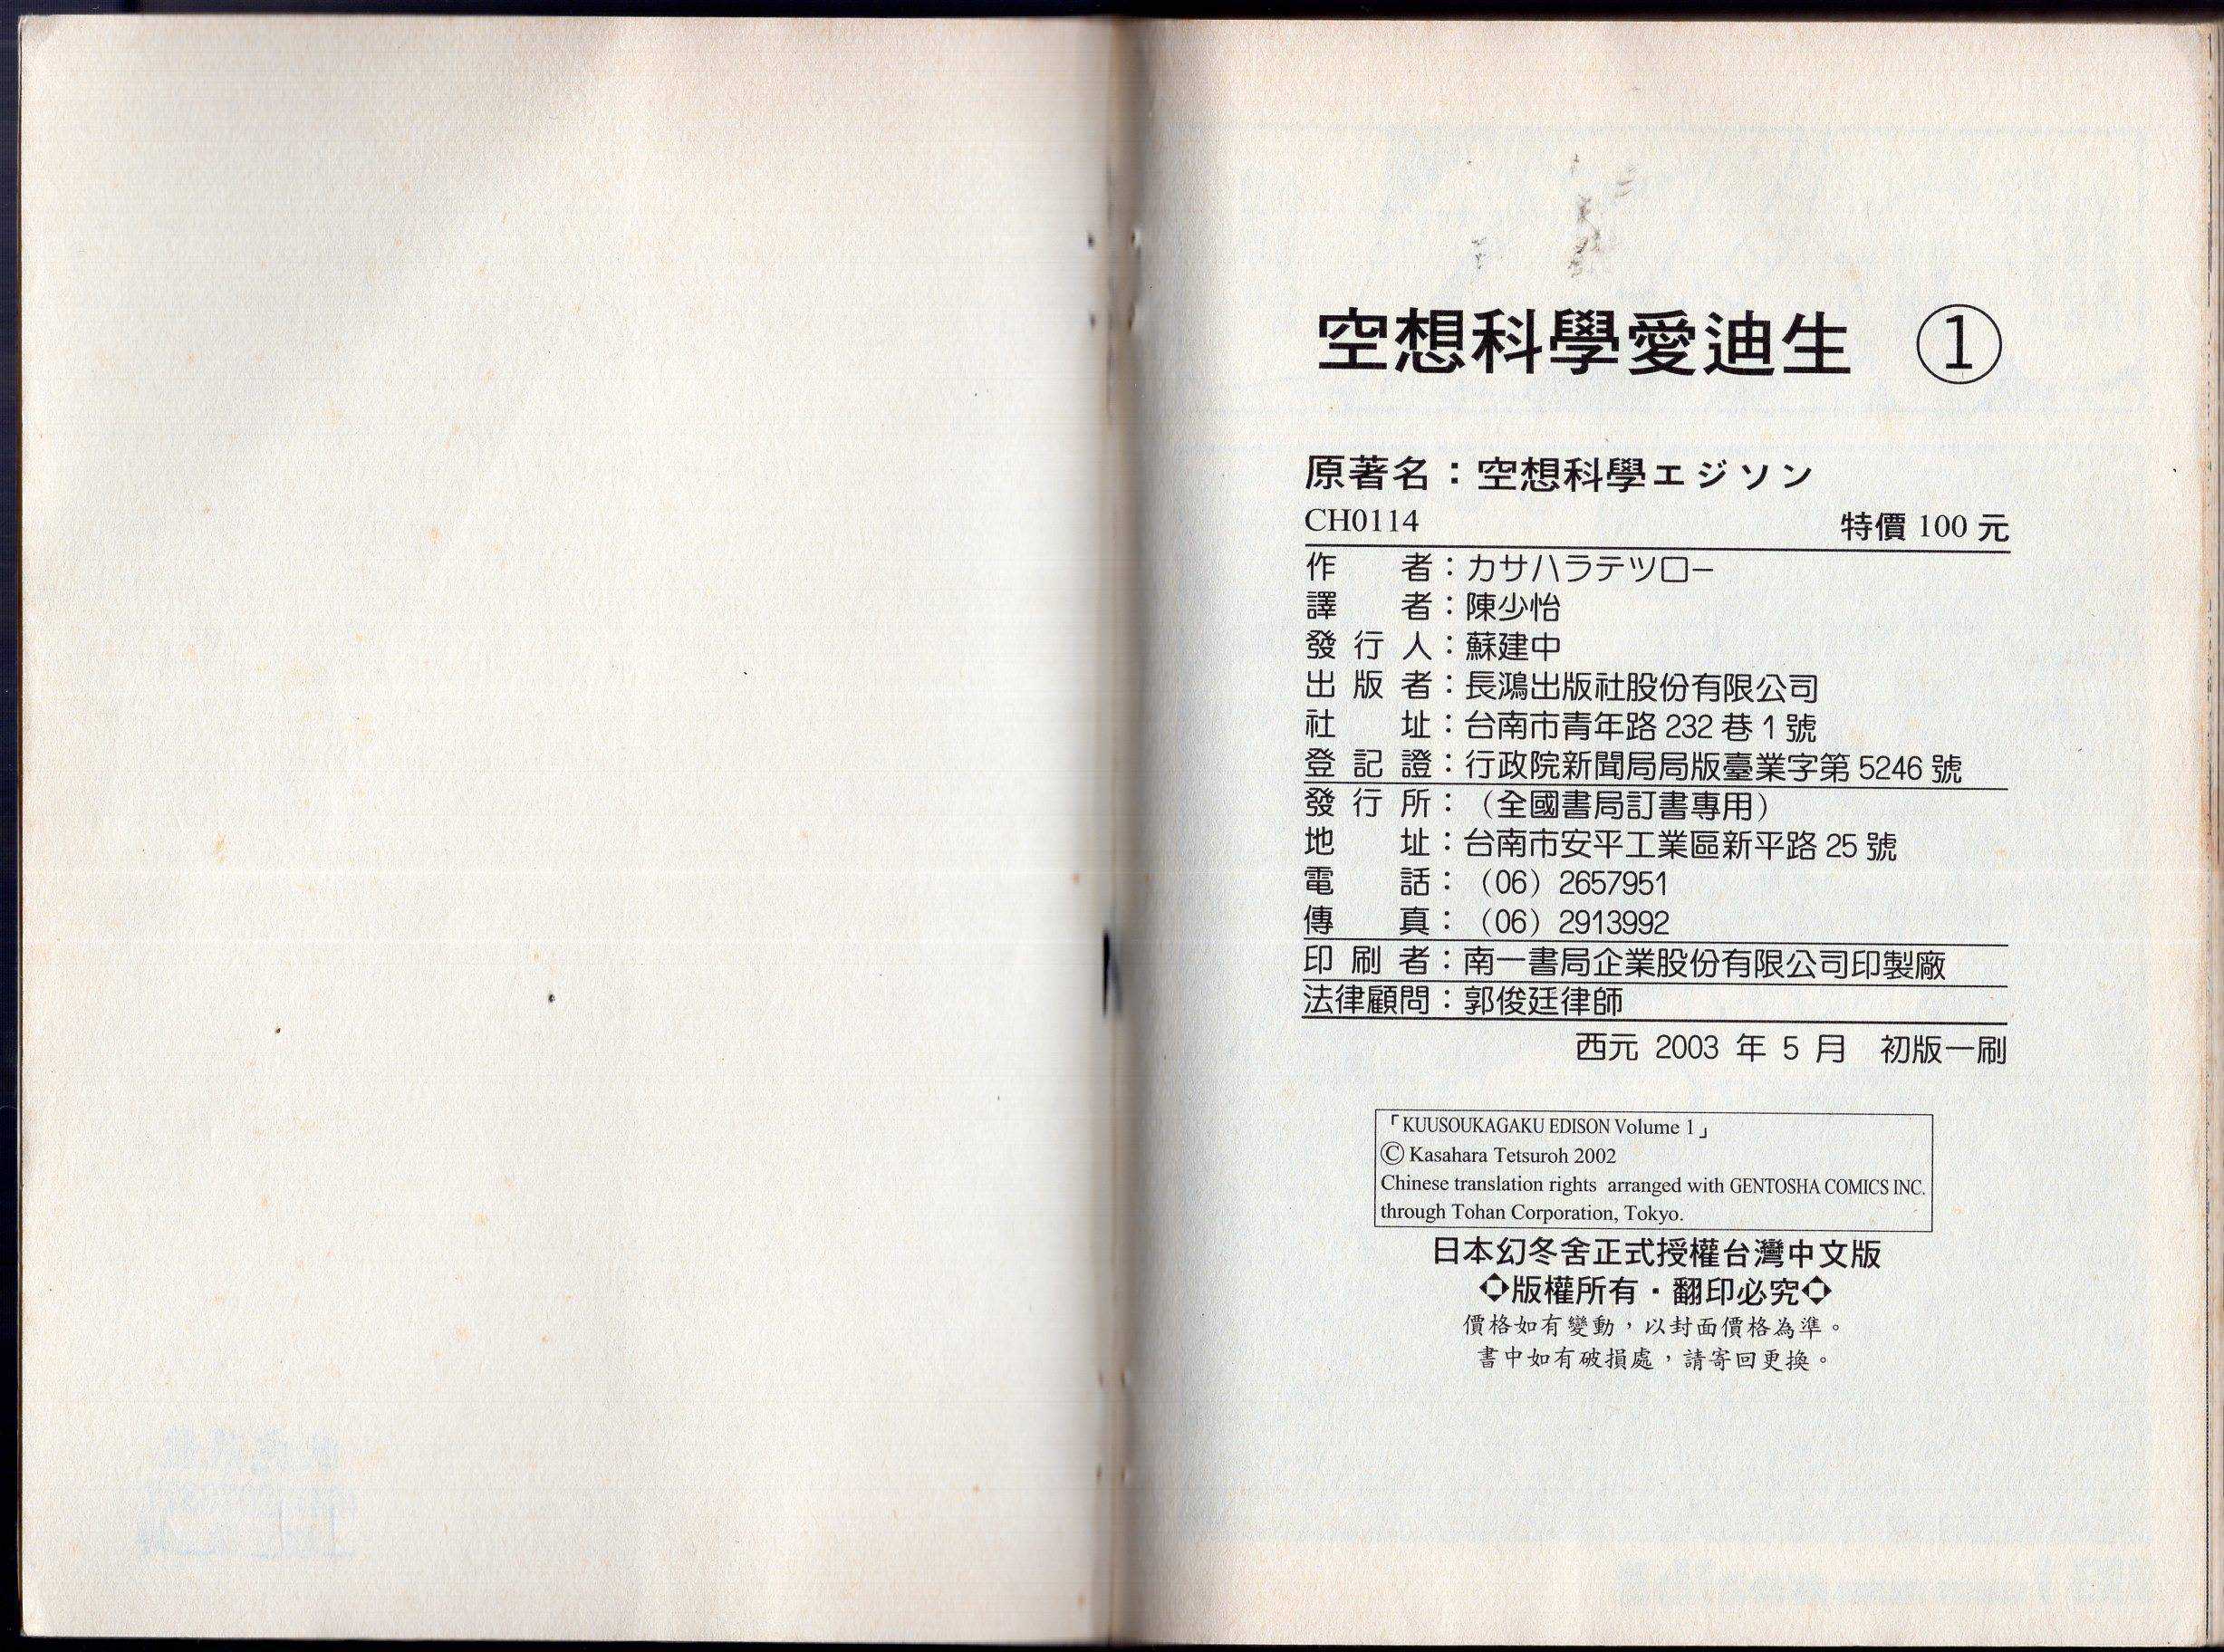 空想科學愛迪生 ①
原著名：空想科學エジソン
CH0114 特價 100 元
作者：カサハラテツロー
譯者：陳少怡
發行人：蘇建中
出版者：長鴻出版社股份有限公司
社址：台南市青年路 232 巷 1 號
登記證：行政院新聞局局版臺業字第 5246 號
發行所：（全國書局訂書專用）
地址：台南市安平工業區新平路 25 號
電話：（06）2657951
傳真：（06）2913992
印刷者：南一書局企業股份有限公司印製廠
法律顧問：郭俊廷律師
西元 2003 年 5 月 初版一刷
「KUUSOUKAGAKU EDISON Volume 1」
© Kasahara Tetsuroh 2002
Chinese translation rights arranged with GENTOSHA COMICS INC.
through Tohan Corporation, Tokyo.
日本幻冬舍正式授權台灣中文版
◇版權所有・翻印必究◇
價格如有變動，以封面價格為準。
書中如有破損處，請寄回更換。